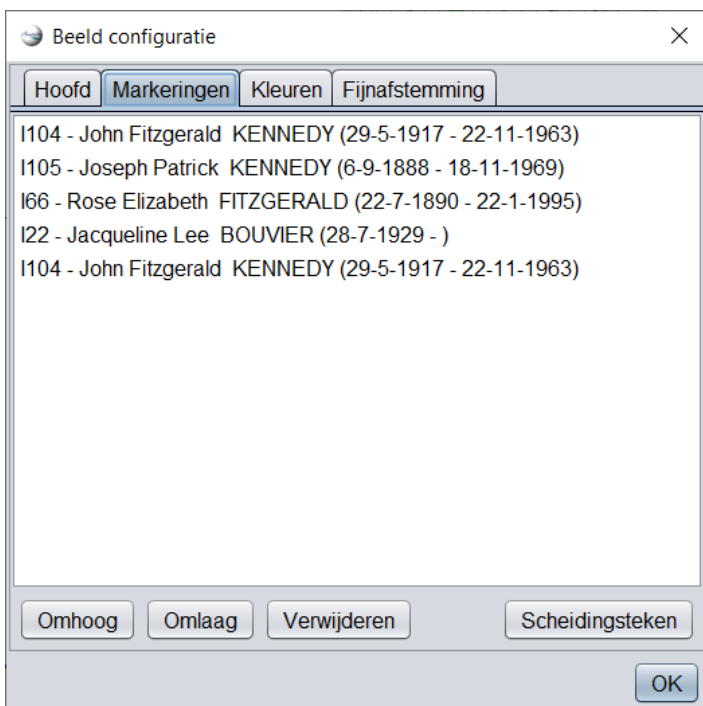 Beeld configuratie
Hoofd Markeringen Kleuren Fijnafstemming
I104 - John Fitzgerald  KENNEDY (29-5-1917 - 22-11-1963)
I105 - Joseph Patrick  KENNEDY (6-9-1888 - 18-11-1969)
I66 - Rose Elizabeth  FITZGERALD (22-7-1890 - 22-1-1995)
I22 - Jacqueline Lee  BOUVIER (28-7-1929 - )
I104 - John Fitzgerald  KENNEDY (29-5-1917 - 22-11-1963)
Omhoog Omlaag Verwijderen Scheidingsteken
OK